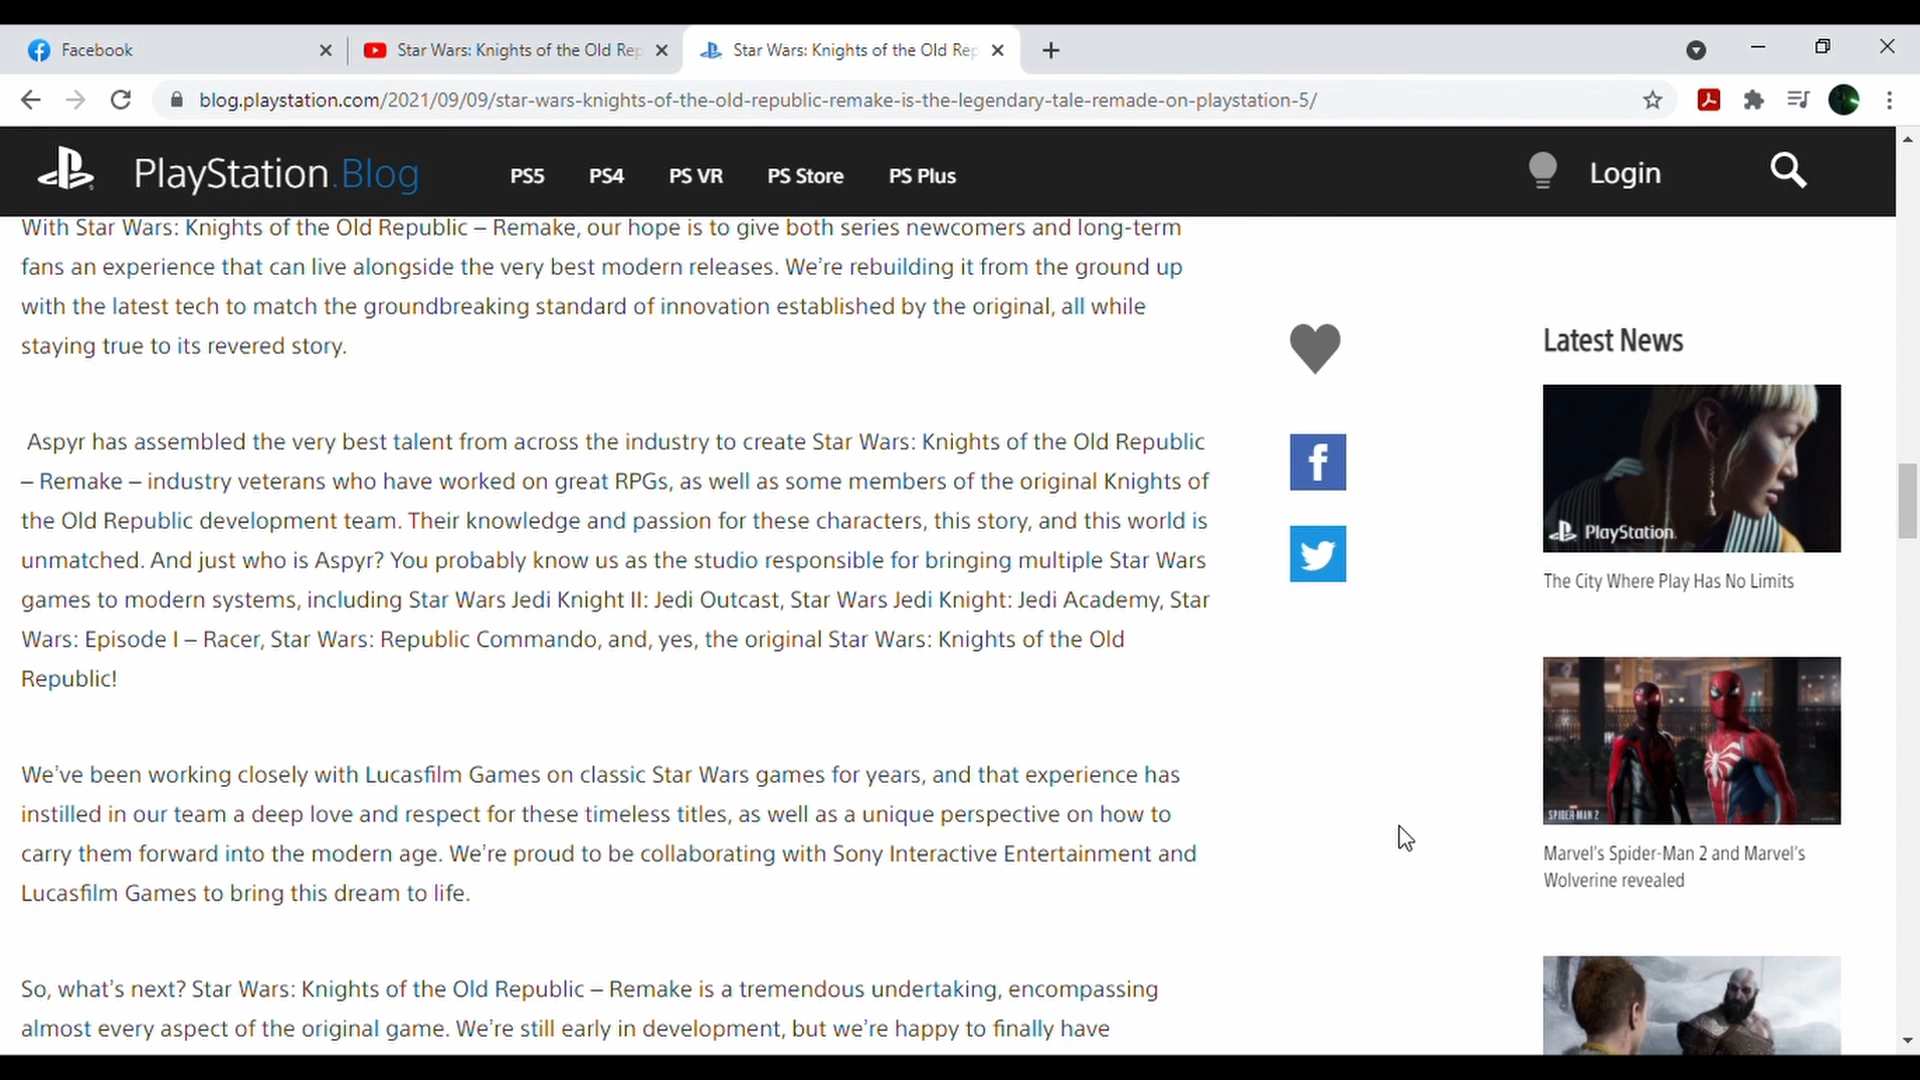 Facebook
Star Wars: Knights of the Old Rep
Star Wars: Knights of the Old Rep
blog.playstation.com/2021/09/09/star-wars-knights-of-the-old-republic-remake-is-the-legendary-tale-remade-on-playstation-5/
PlayStation.Blog
PS5
PS4
PS VR
PS Store
PS Plus
Login
With Star Wars: Knights of the Old Republic – Remake, our hope is to give both series newcomers and long-term
fans an experience that can live alongside the very best modern releases. We’re rebuilding it from the ground up
with the latest tech to match the groundbreaking standard of innovation established by the original, all while
staying true to its revered story.
Aspyr has assembled the very best talent from across the industry to create Star Wars: Knights of the Old Republic
– Remake – industry veterans who have worked on great RPGs, as well as some members of the original Knights of
the Old Republic development team. Their knowledge and passion for these characters, this story, and this world is
unmatched. And just who is Aspyr? You probably know us as the studio responsible for bringing multiple Star Wars
games to modern systems, including Star Wars Jedi Knight II: Jedi Outcast, Star Wars Jedi Knight: Jedi Academy, Star
Wars: Episode I – Racer, Star Wars: Republic Commando, and, yes, the original Star Wars: Knights of the Old
Republic!
We’ve been working closely with Lucasfilm Games on classic Star Wars games for years, and that experience has
instilled in our team a deep love and respect for these timeless titles, as well as a unique perspective on how to
carry them forward into the modern age. We’re proud to be collaborating with Sony Interactive Entertainment and
Lucasfilm Games to bring this dream to life.
So, what’s next? Star Wars: Knights of the Old Republic – Remake is a tremendous undertaking, encompassing
almost every aspect of the original game. We’re still early in development, but we’re happy to finally have
Latest News
PlayStation
The City Where Play Has No Limits
SPIDER-MAN 2
Marvel’s Spider-Man 2 and Marvel’s
Wolverine revealed